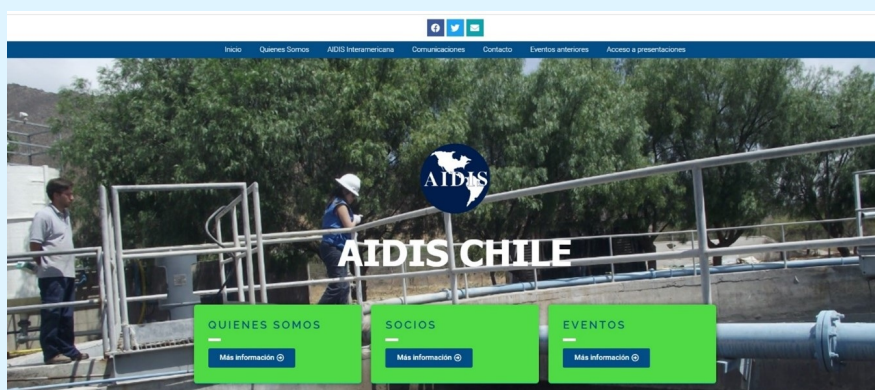 Inicio Quienes Somos AIDIS Interamericana Comunicaciones Contacto Eventos anteriores Acceso a presentaciones
AIDIS
AIDIS CHILE
QUIENES SOMOS SOCIOS EVENTOS
Más información Más información Más información